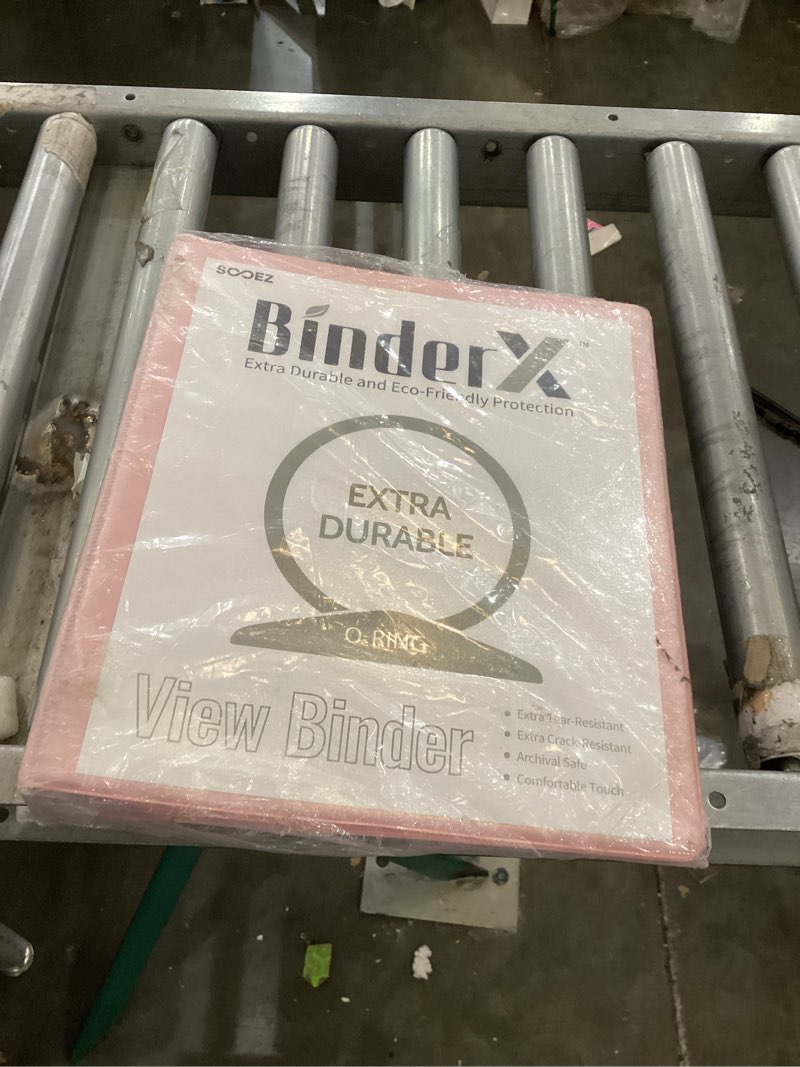 SOOEZ
BinderX™
Extra Durable and Eco-Friendly Protection
EXTRA
DURABLE
O-RING
View Binder
• Extra Tear-Resistant
• Extra Crack-Resistant
• Archival Safe
• Comfortable Touch